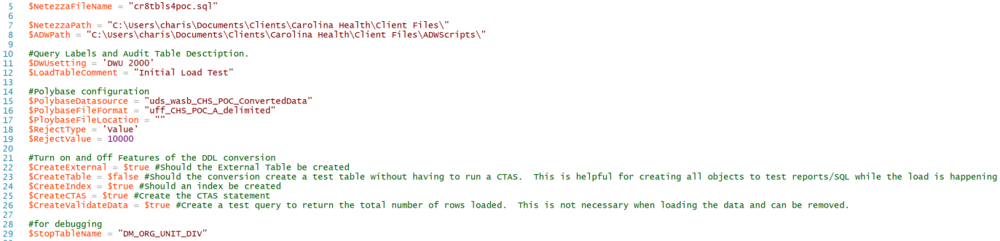 5 $NetezzaFileName = "cr8tbls4poc.sql"
6
7 $NetezzaPath = "C:\Users\charis\Documents\Clients\Carolina Health\Client Files\"
8 $ADWPath = "C:\Users\charis\Documents\Clients\Carolina Health\Client Files\ADWScripts\"
9
10 #Query Labels and Audit Table Desctiption.
11 $DWUsetting = 'DWU 2000'
12 $LoadTableComment = "Initial Load Test"
13
14 #Polybase configuration
15 $PolybaseDatasource = "uds_wasb_CHS_POC_ConvertedData"
16 $PolybaseFileFormat = "uff_CHS_POC_A_delimited"
17 $PloybaseFileLocation = ""
18 $RejectType = 'Value'
19 $RejectValue = 10000
20
21 #Turn on and Off Features of the DDL conversion
22 $CreateExternal = $true #Should the External Table be created
23 $CreateTable = $false #Should the conversion create a test table without having to run a CTAS.  This is helpful for creating all objects to test reports/SQL while the load is happening
24 $CreateIndex = $true #Should an index be created
25 $CreateCTAS = $true #Create the CTAS statement
26 $CreateValidateData = $true #Create a test query to return the total number of rows loaded.  This is not necessary when loading the data and can be removed.
27
28 #for debugging
29 $StopTableName = "DM_ORG_UNIT_DIV"